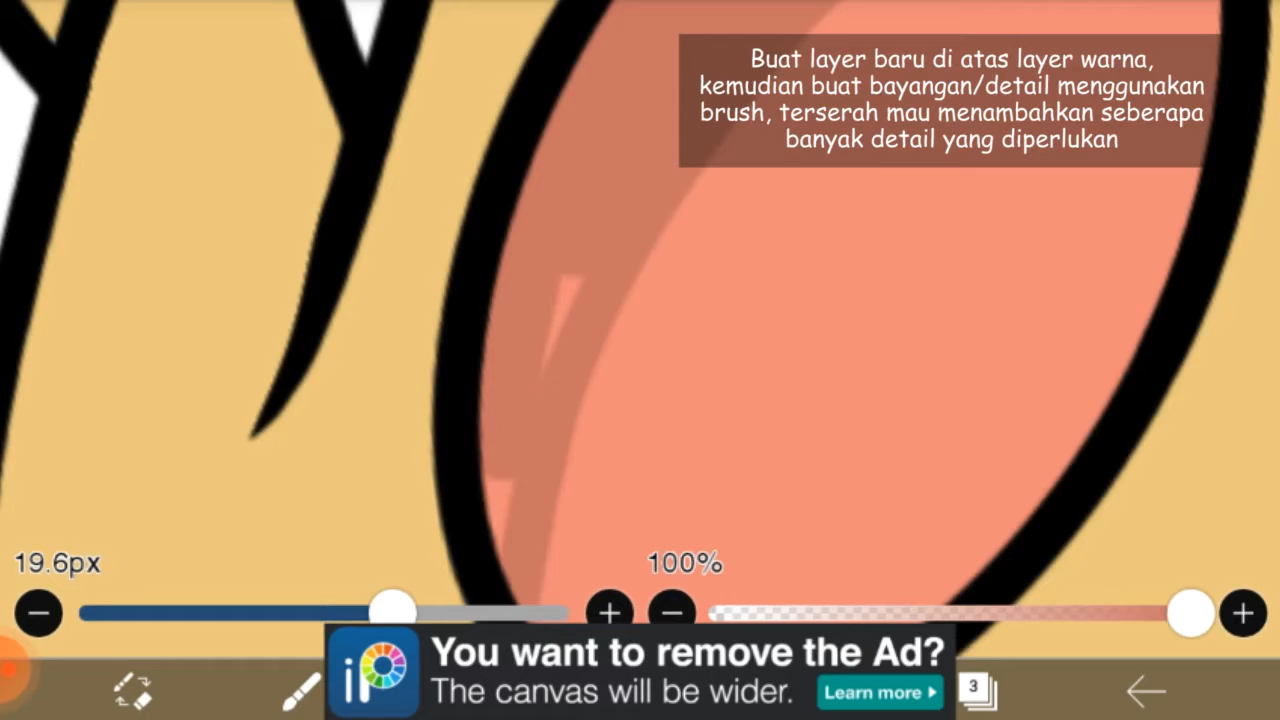 Buat layer baru di atas layer warna,
kemudian buat bayangan/detail menggunakan
brush, terserah mau menambahkan seberapa
banyak detail yang diperlukan
19.6px
100%
iP
You want to remove the Ad?
The canvas will be wider.
Learn more
3